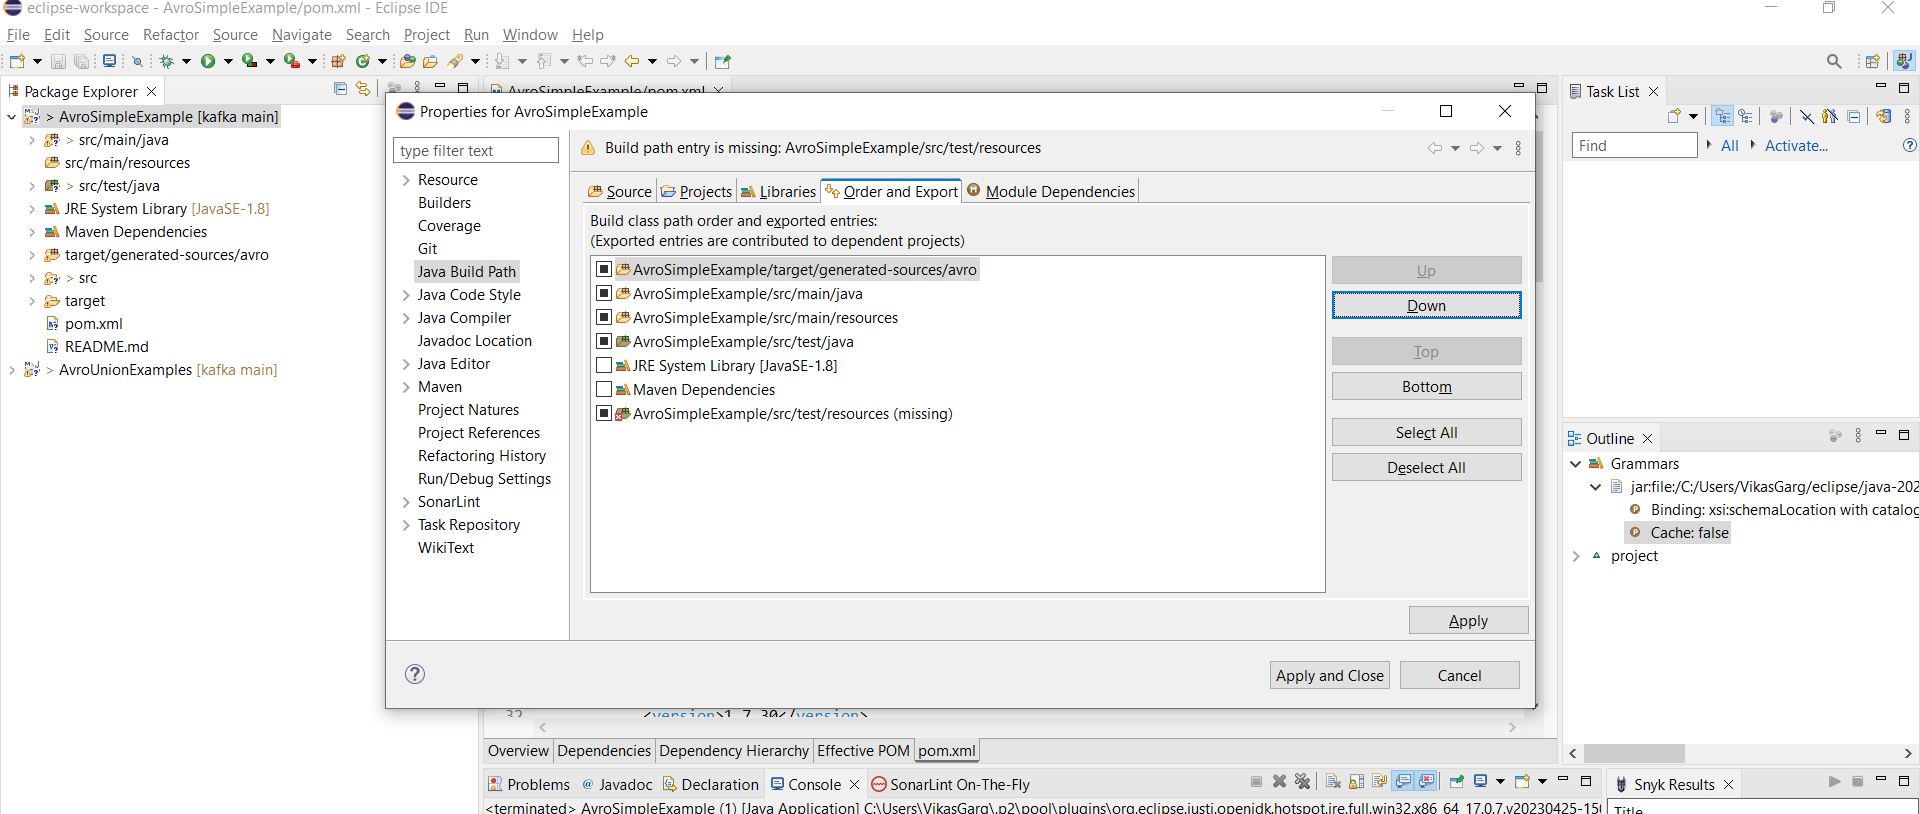 eclipse-workspace - AvroSimpleExample/pom.xml - Eclipse IDE
File Edit Source Refactor Source Navigate Search Project Run Window Help
Package Explorer
AvroSimpleExample/pom.xml
> AvroSimpleExample [kafka main]
> src/main/java
src/main/resources
> src/test/java
JRE System Library [JavaSE-1.8]
Maven Dependencies
target/generated-sources/avro
> src
target
pom.xml
README.md
> AvroUnionExamples [kafka main]
Properties for AvroSimpleExample
type filter text
Resource
Builders
Coverage
Git
Java Build Path
Java Code Style
Java Compiler
Javadoc Location
Java Editor
Maven
Project Natures
Project References
Refactoring History
Run/Debug Settings
SonarLint
Task Repository
WikiText
Build path entry is missing: AvroSimpleExample/src/test/resources
Source Projects Libraries Order and Export Module Dependencies
Build class path order and exported entries:
(Exported entries are contributed to dependent projects)
AvroSimpleExample/target/generated-sources/avro
AvroSimpleExample/src/main/java
AvroSimpleExample/src/main/resources
AvroSimpleExample/src/test/java
JRE System Library [JavaSE-1.8]
Maven Dependencies
AvroSimpleExample/src/test/resources (missing)
Up
Down
Top
Bottom
Select All
Deselect All
Apply
Apply and Close Cancel
32 <version>1.7.30</version>
Overview Dependencies Dependency Hierarchy Effective POM pom.xml
Problems Javadoc Declaration Console SonarLint On-The-Fly
<terminated> AvroSimpleExample (1) [Java Application] C:\Users\VikasGarg\.p2\pool\plugins\org.eclipse.justj.openjdk.hotspot.jre.full.win32.x86_64_17.0.7.v20230425-150
Task List
Find All Activate...
Outline
Grammars
jar:file:/C:/Users/VikasGarg/eclipse/java-202
Binding: xsi:schemaLocation with catalog
Cache: false
project
Snyk Results
Title